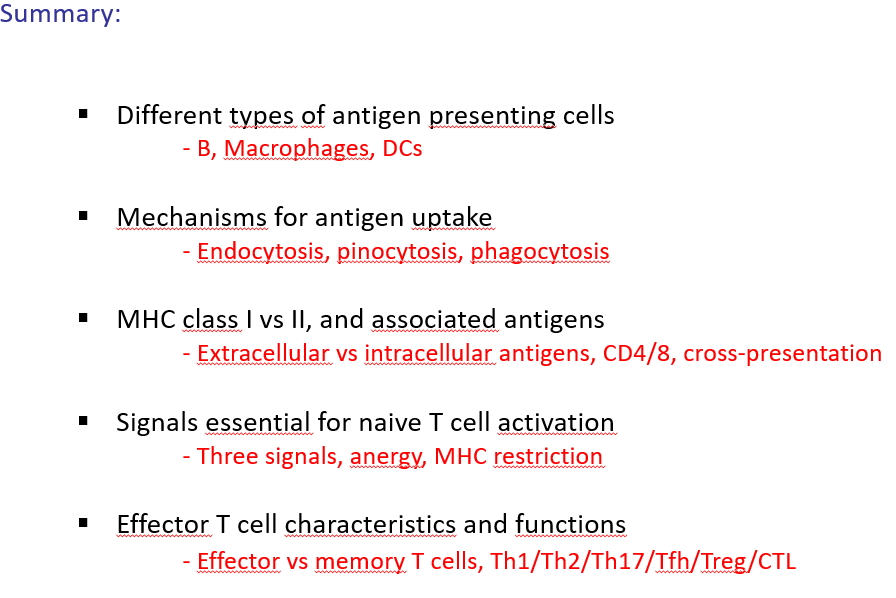 Summary:
▪ Different types of antigen presenting cells
- B, Macrophages, DCs
▪ Mechanisms for antigen uptake
- Endocytosis, pinocytosis, phagocytosis
▪ MHC class I vs II, and associated antigens
- Extracellular vs intracellular antigens, CD4/8, cross-presentation
▪ Signals essential for naive T cell activation
- Three signals, anergy, MHC restriction
▪ Effector T cell characteristics and functions
- Effector vs memory T cells, Th1/Th2/Th17/Tfh/Treg/CTL